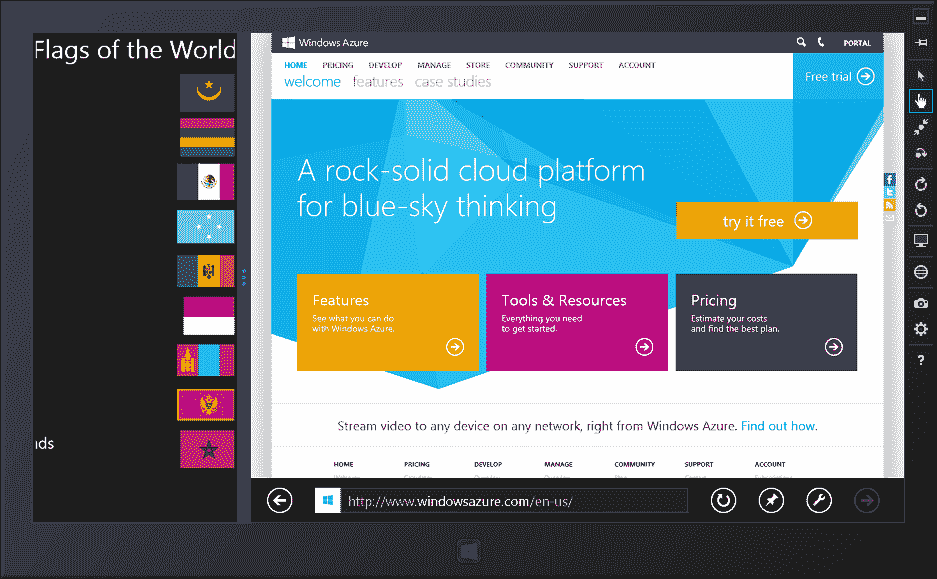 Flags of the World
nds
Windows Azure
PORTAL
HOME PRICING DEVELOP MANAGE STORE COMMUNITY SUPPORT ACCOUNT
welcome features case studies
Free trial
A rock-solid cloud platform
for blue-sky thinking
try it free
Features
See what you can do
with Windows Azure.
Tools & Resources
Everything you need
to get started.
Pricing
Estimate your costs
and find the best plan.
Stream video to any device on any network, right from Windows Azure. Find out how.
HOME PRICING DEVELOP MANAGE COMMUNITY SUPPORT ACCOUNT
http://www.windowsazure.com/en-us/
?